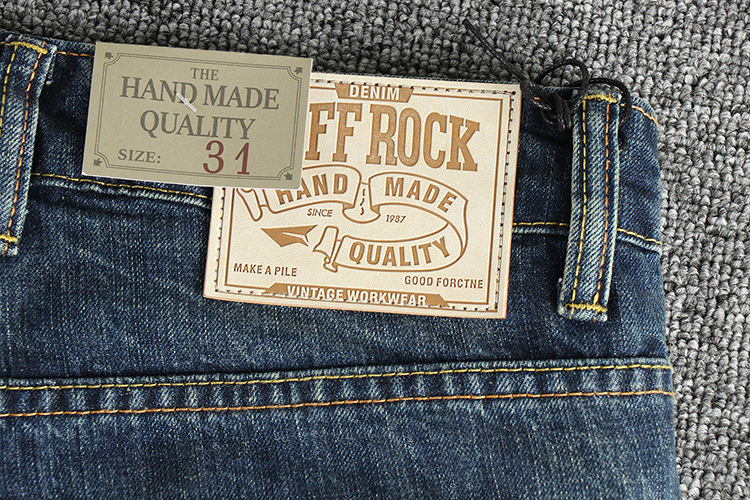 THE
HAND MADE
QUALITY
SIZE: 31
DENIM
FF ROCK
HAND MADE
SINCE 1987
QUALITY
MAKE A PILE
GOOD FORCTHE
VINTAGE WORKWFAR